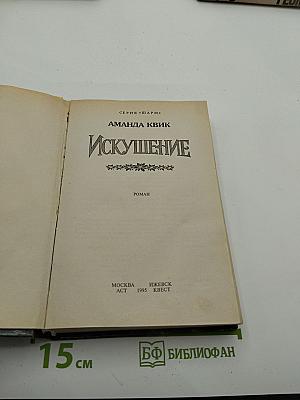 СЕРИЯ «ШАРМ»
АМАНДА КВИК
ИСКУШЕНИЕ
РОМАН
МОСКВА ИЖЕВСК
АСТ 1995 КВЕСТ
15 см
БФ БИБЛИОФАН